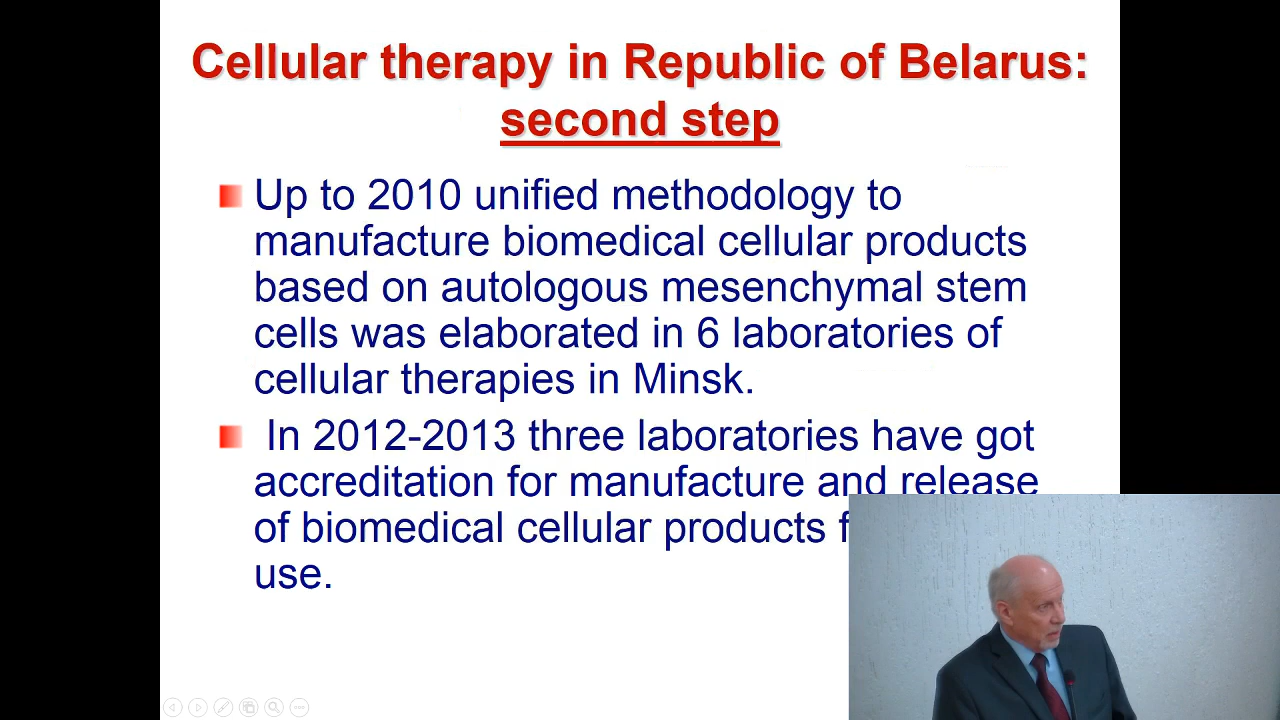 Cellular therapy in Republic of Belarus:
second step
Up to 2010 unified methodology to
manufacture biomedical cellular products
based on autologous mesenchymal stem
cells was elaborated in 6 laboratories of
cellular therapies in Minsk.
In 2012-2013 three laboratories have got
accreditation for manufacture and release
of biomedical cellular products
use.